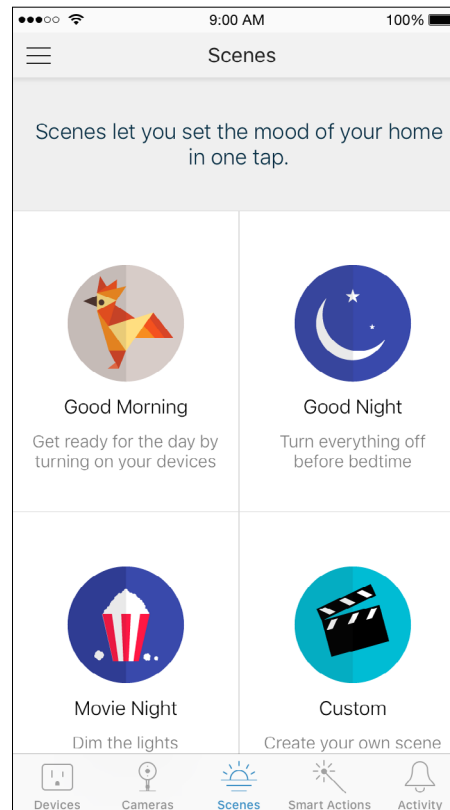 9:00 AM
100%
Scenes
Scenes let you set the mood of your home
in one tap.
Good Morning
Get ready for the day by
turning on your devices
Good Night
Turn everything off
before bedtime
Movie Night
Dim the lights
Custom
Create your own scene
Devices
Cameras
Scenes
Smart Actions
Activity